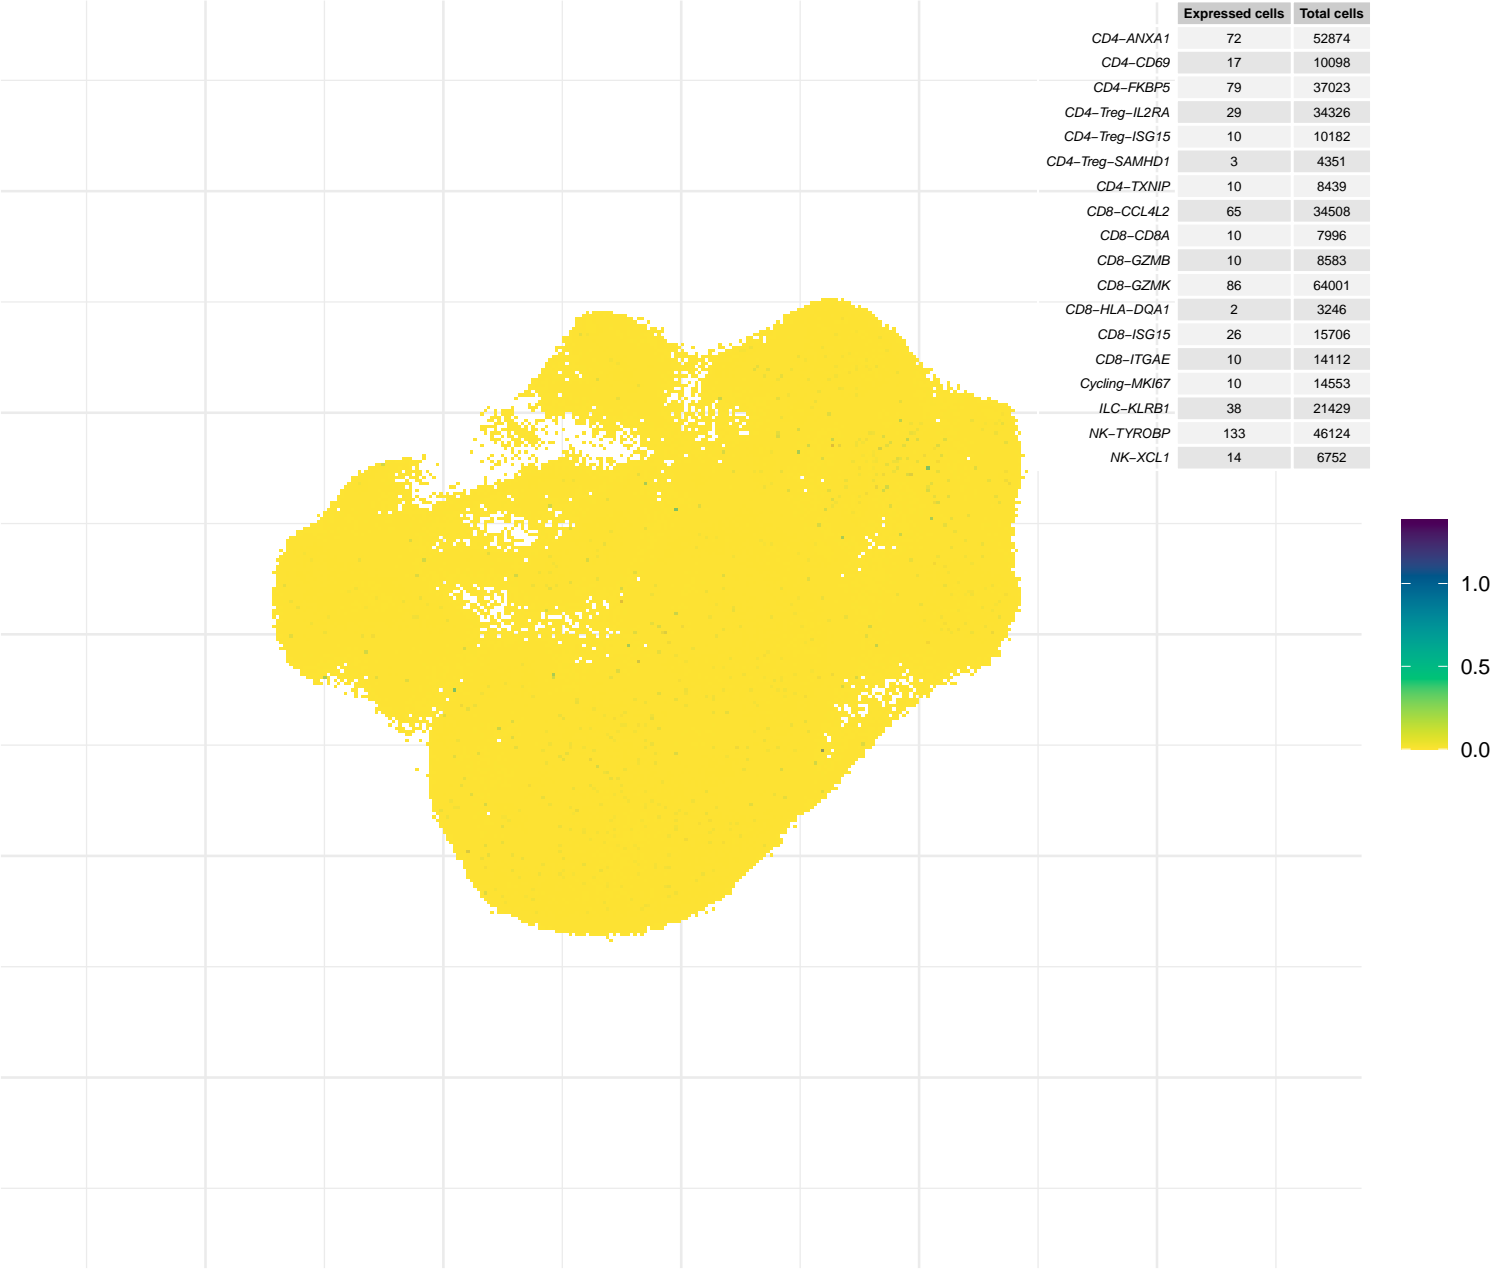 Expressed cells Total cells
CD4−ANXA1 72 52874
CD4−CD69 17 10098
CD4−FKBP5 79 37023
CD4−Treg−IL2RA 29 34326
CD4−Treg−ISG15 10 10182
CD4−Treg−SAMHD1 3 4351
CD4−TXNIP 10 8439
CD8−CCL4L2 65 34508
CD8−CD8A 10 7996
CD8−GZMB 10 8583
CD8−GZMK 86 64001
CD8−HLA−DQA1 2 3246
CD8−ISG15 26 15706
CD8−ITGAE 10 14112
Cycling−MKI67 10 14553
ILC−KLRB1 38 21429
NK−TYROBP 133 46124
NK−XCL1 14 6752
1.0
0.5
0.0